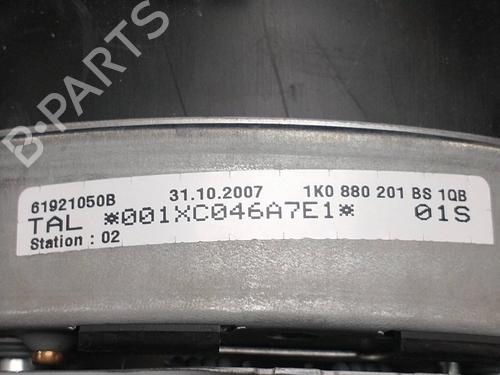 B-PARTS
61921050B 31.10.2007 1K0 880 201 BS 1QB
TAL *001XC046A7E1* 01S
Station : 02